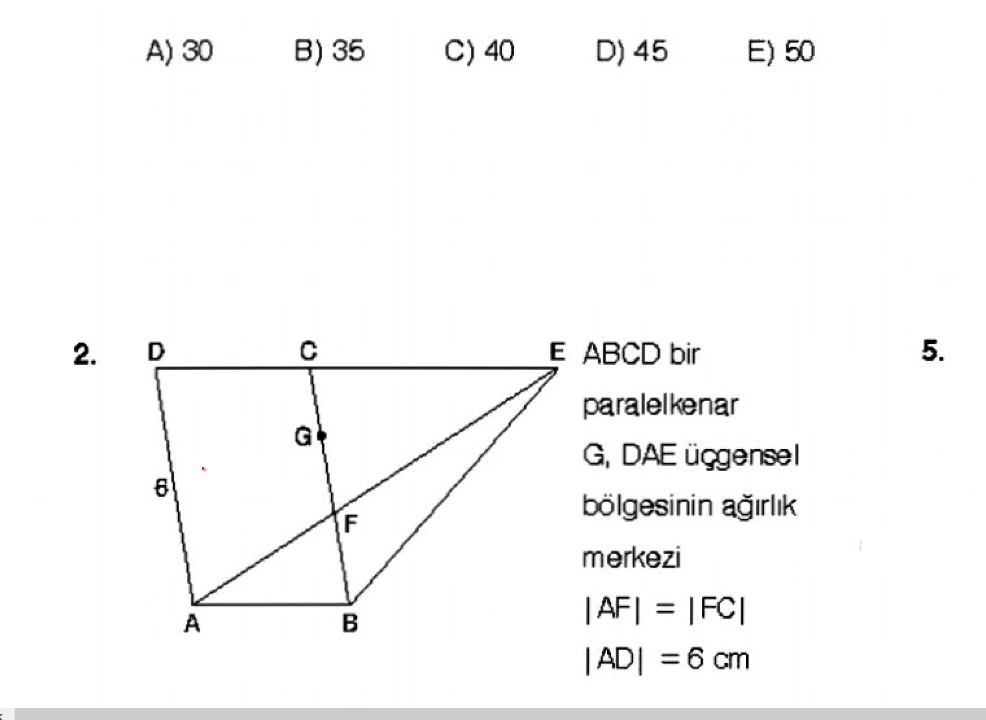 A) 30 B) 35 C) 40 D) 45 E) 50
2. D C E ABCD bir 5.
paralelkenar
G G, DAE üçgensel
6 bölgesinin ağırlık
F
merkezi
|AF| = |FC|
A B
|AD| = 6 cm